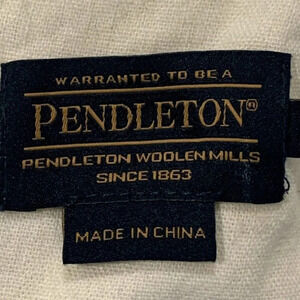 WARRANTED TO BE A
PENDLETON®
PENDLETON WOOLEN MILLS
SINCE 1863
MADE IN CHINA